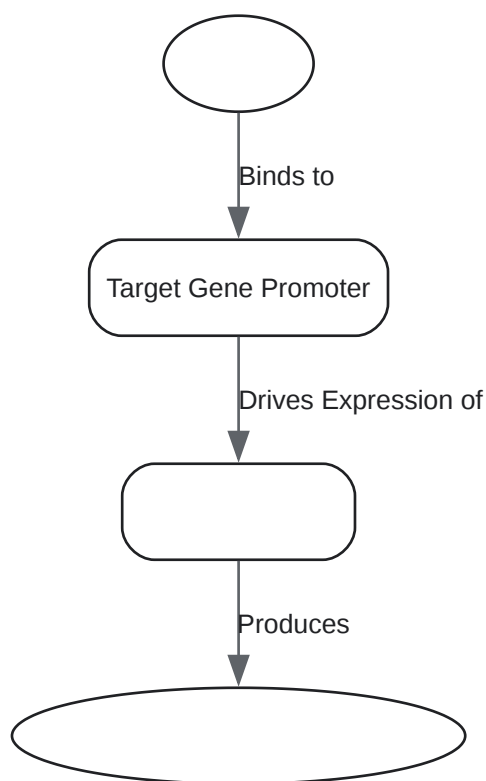 Binds to
Target Gene Promoter
Drives Expression of
Produces